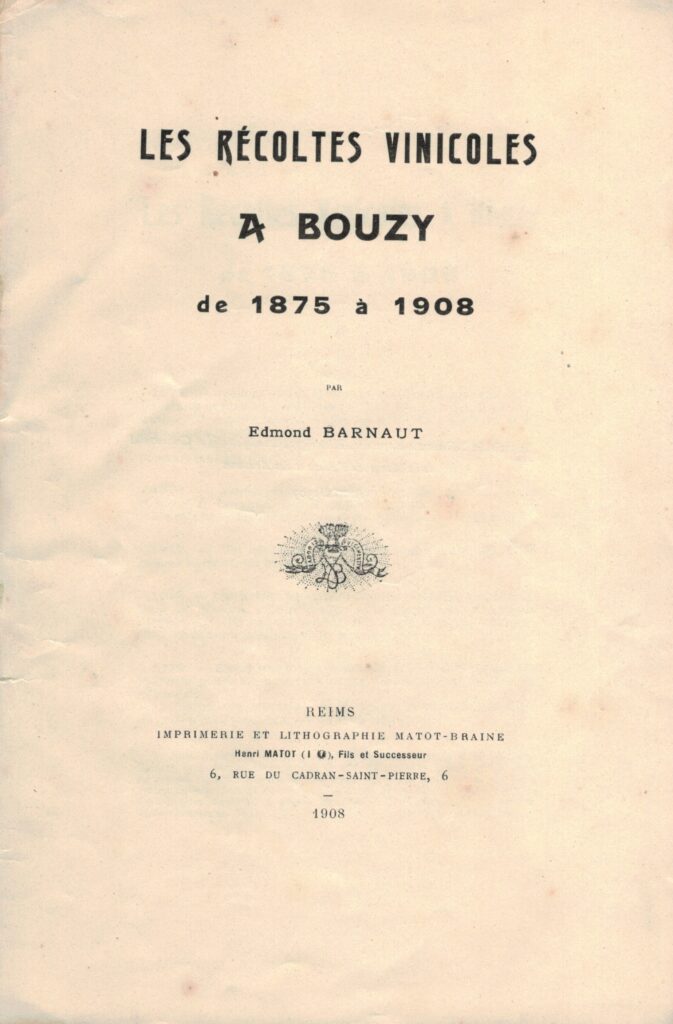 LES RÉCOLTES VINICOLES
A BOUZY
de 1875 à 1908
PAR
Edmond BARNAUT
REIMS
IMPRIMERIE ET LITHOGRAPHIE MATOT-BRAINE
Henri MATOT (I), Fils et Successeur
6, RUE DU CADRAN-SAINT-PIERRE, 6
—
1908